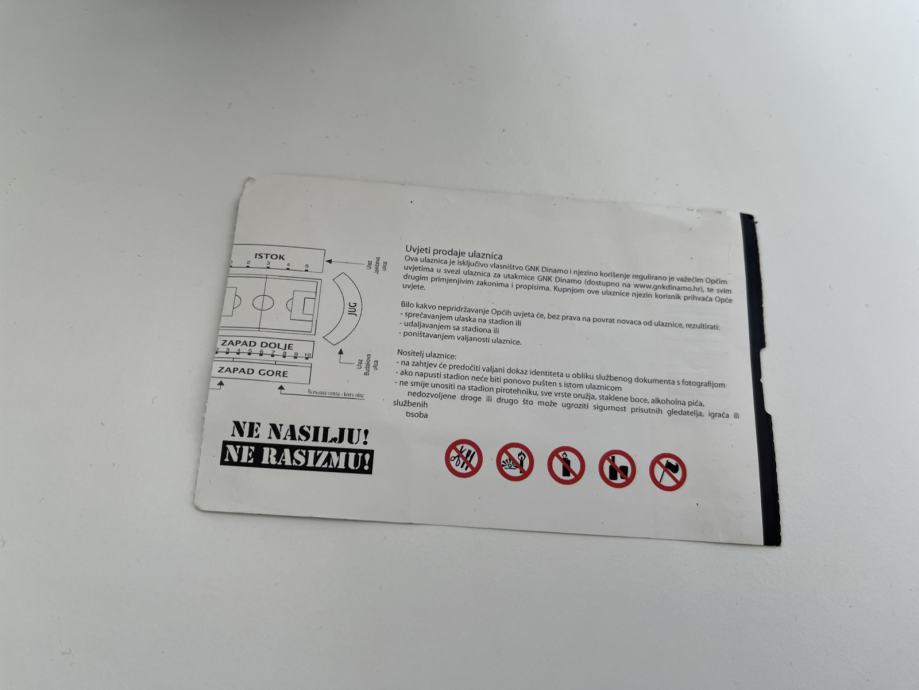 ISTOK
Ulaz
ulica
JUG
ZAPAD DOLJE
ZAPAD GORE
Ulaz
ulica
NE NASILJU!
NE RASIZMU!
Uvjeti prodaje ulaznica
Ova ulaznica je isključivo vlasništvo GNK Dinamo i njezino korišenje regulirano je važećim Općim
uvjetima u svezi ulaznica za utakmice GNK Dinamo (dostupno na www.gnkdinamo.hr), te svim
drugim primjenjivim zakonima i propisima. Kupnjom ove ulaznice njezin korisnik prihvaća Opće
uvjete.
Bilo kakvo nepridržavanje Općih uvjeta će, bez prava na povrat novaca od ulaznice, rezultirati:
- sprečavanjem ulaska na stadion ili
- udaljavanjem sa stadiona ili
- poništavanjem valjanosti ulaznice.
Nositelj ulaznice:
- na zahtjev će predočiti valjani dokaz identiteta u obliku službenog dokumenta s fotografijom
- ako napusti stadion neće biti ponovo pušten s istom ulaznicom
- ne smije unositi na stadion pirotehniku, sve vrste oružja, staklene boce, alkoholna pića,
nedozvoljene droge ili drugo što može ugroziti sigurnost prisutnih gledatelja, igrača ili
službenih
osoba